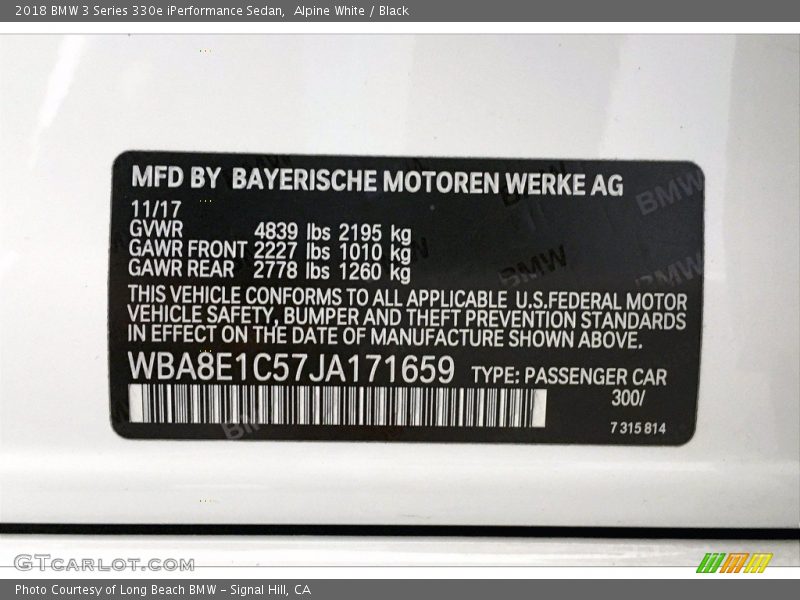 2018 BMW 3 Series 330e iPerformance Sedan,  Alpine White / Black
MFD BY BAYERISCHE MOTOREN WERKE AG
11/17
GVWR 4839 lbs 2195 kg
GAWR FRONT 2227 lbs 1010 kg
GAWR REAR 2778 lbs 1260 kg
THIS VEHICLE CONFORMS TO ALL APPLICABLE U.S.FEDERAL MOTOR
VEHICLE SAFETY, BUMPER AND THEFT PREVENTION STANDARDS
IN EFFECT ON THE DATE OF MANUFACTURE SHOWN ABOVE.
WBA8E1C57JA171659 TYPE: PASSENGER CAR
300/
7 315 814
BMW
BMW
BMW
GTCARLOT.COM
Photo Courtesy of Long Beach BMW - Signal Hill, CA